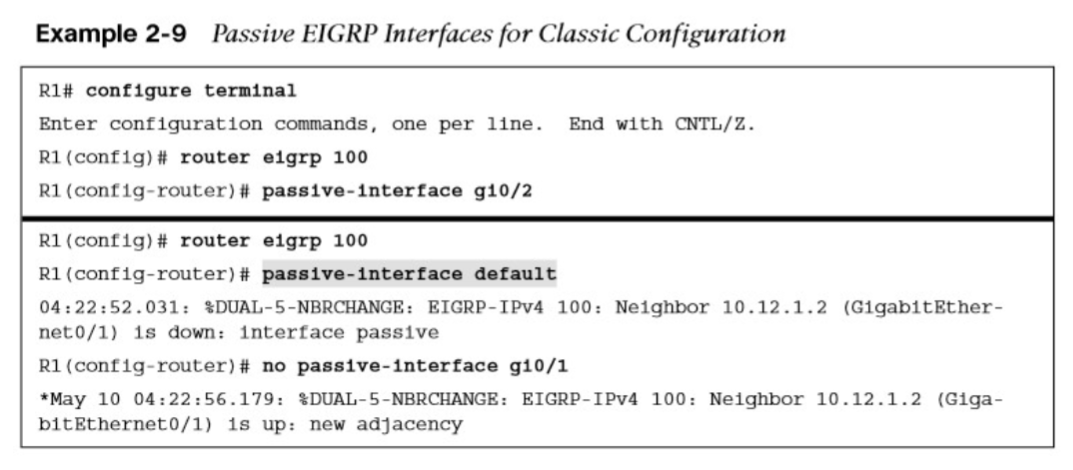 Example 2-9 Passive EIGRP Interfaces for Classic Configuration
R1# configure terminal
Enter configuration commands, one per line. End with CNTL/Z.
R1(config)# router eigrp 100
R1(config-router)# passive-interface gi0/2
R1(config)# router eigrp 100
R1(config-router)# passive-interface default
04:22:52.031: %DUAL-5-NBRCHANGE: EIGRP-IPv4 100: Neighbor 10.12.1.2 (GigabitEther-
net0/1) is down: interface passive
R1(config-router)# no passive-interface gi0/1
*May 10 04:22:56.179: %DUAL-5-NBRCHANGE: EIGRP-IPv4 100: Neighbor 10.12.1.2 (Giga-
bitEthernet0/1) is up: new adjacency